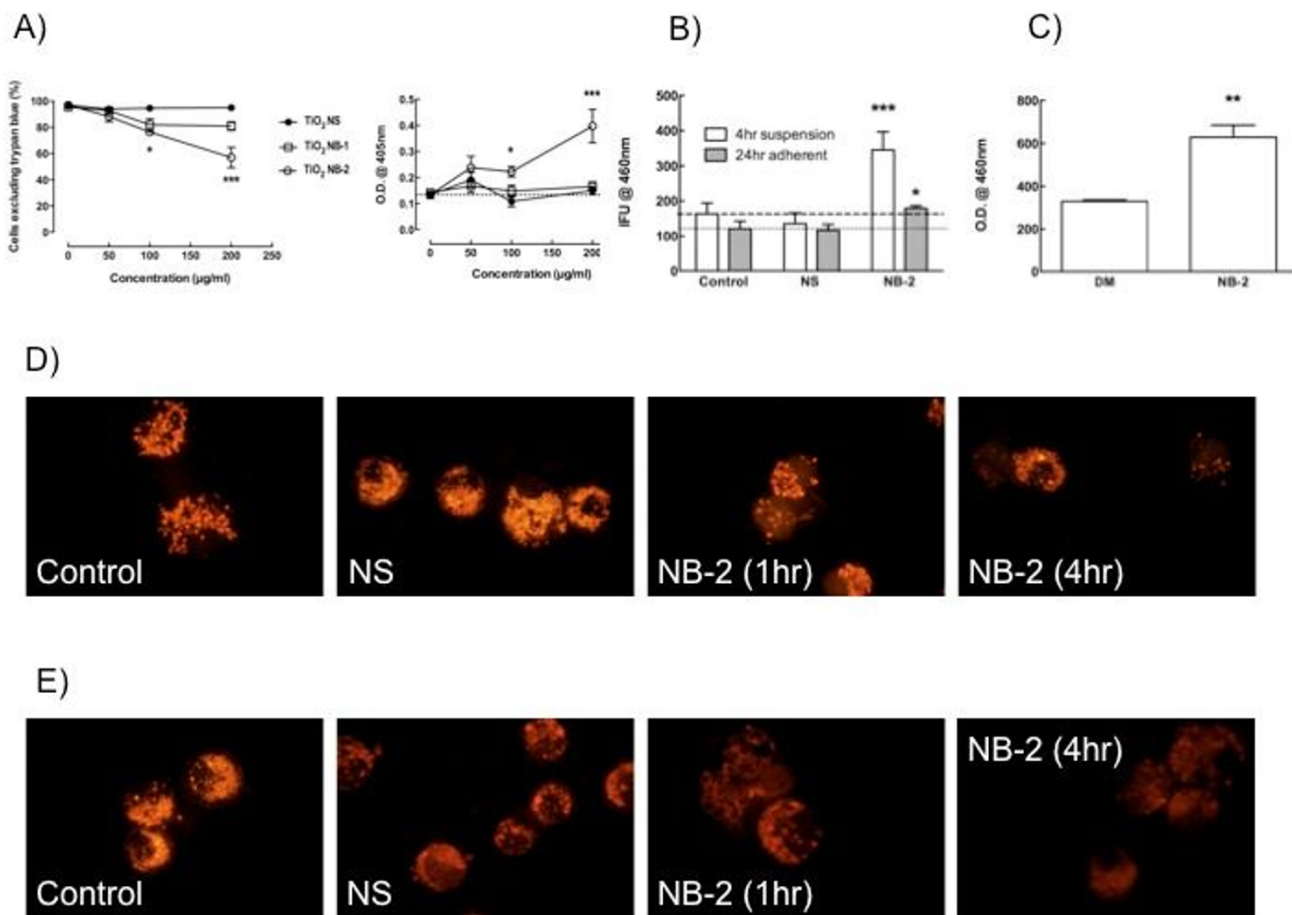 A)
B)
C)
Cells excluding trypan blue (%)
100
80
60
40
20
0
0 50 100 150 200 250
Concentration (µg/ml)
*
***
TiO2 NS
TiO2 NB-1
TiO2 NB-2
O.D. @ 405nm
0.5
0.4
0.3
0.2
0.1
0.0
0 50 100 150 200
Concentration (µg/ml)
*
***
IFU @ 460nm
500
400
300
200
100
0
4hr suspension
24hr adherent
***
*
Control NS NB-2
O.D. @ 460nm
800
600
400
200
0
**
DM NB-2
D)
Control
NS
NB-2 (1hr)
NB-2 (4hr)
E)
Control
NS
NB-2 (1hr)
NB-2 (4hr)